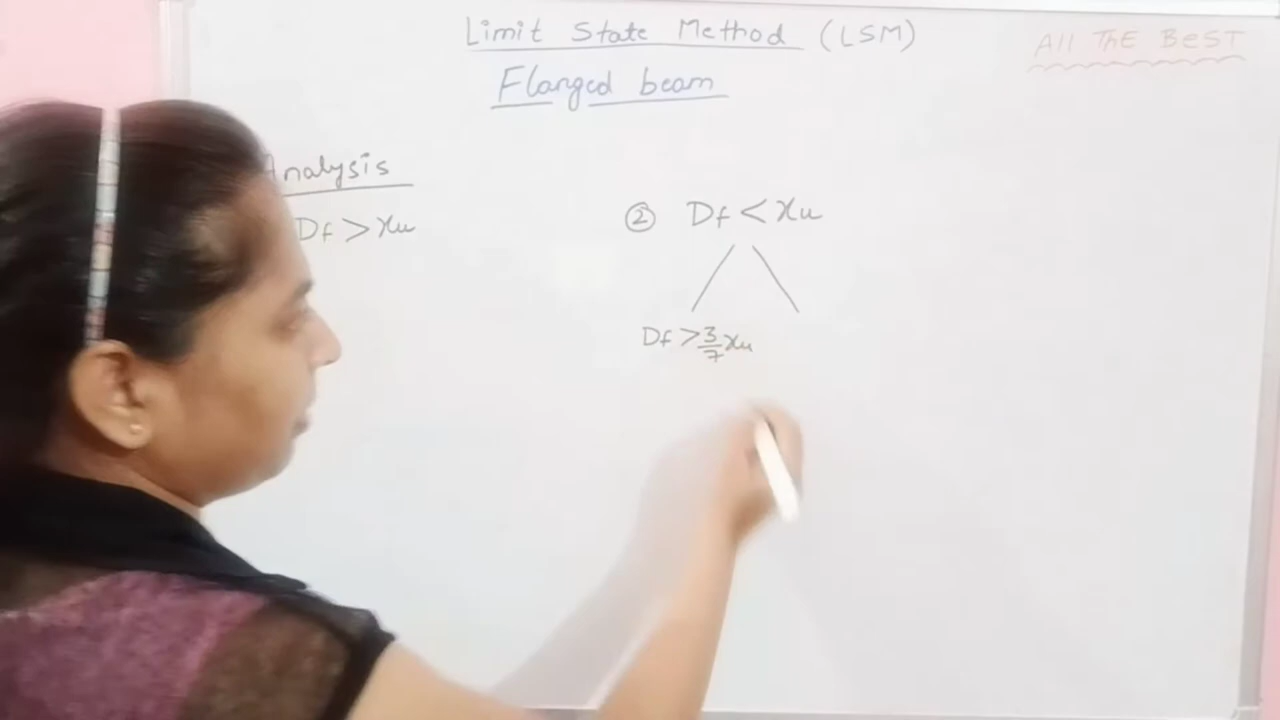 Limit State Method (LSM)
All THE BEST
Flanged beam
Analysis
Df > xu
② Df < xu
Df > 3/7 xu